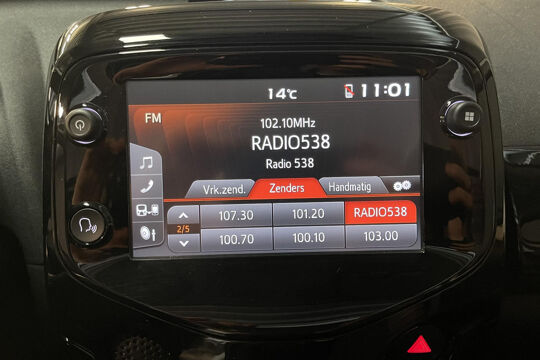 14°C 11:01
FM
102.10MHz
RADIO538
Radio 538
Vrk.zend. Zenders Handmatig
107.30 101.20 RADIO538
2/5
100.70 100.10 103.00